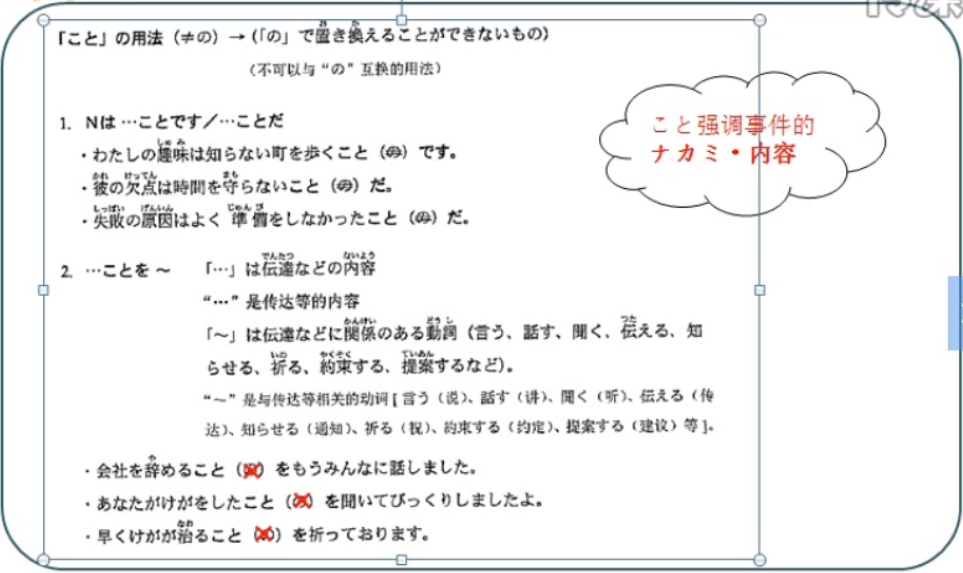 「こと」の用法（≠の）→（「の」で置き換えることができないもの）
（不可以与“の”互换的用法）
こと强调事件的
ナカミ・内容
1. Nは …ことです／…ことだ
・わたしの趣味は知らない町を歩くこと（の）です。
・彼の欠点は時間を守らないこと（の）だ。
・失敗の原因はよく準備をしなかったこと（の）だ。
2. …ことを～ 「…」は伝達などの内容
“…”是传达等的内容
「～」は伝達などに関係のある動詞（言う、話す、聞く、伝える、知
らせる、祈る、約束する、提案するなど）。
“～”是与传达等相关的动词[言う（说）、話す（讲）、聞く（听）、伝える（传
达）、知らせる（通知）、祈る（祝）、約束する（约定）、提案する（建议）等]。
・会社を辞めること（の）をもうみんなに話しました。
・あなたがけがをしたこと（の）を聞いてびっくりしましたよ。
・早くけがが治ること（の）を祈っております。